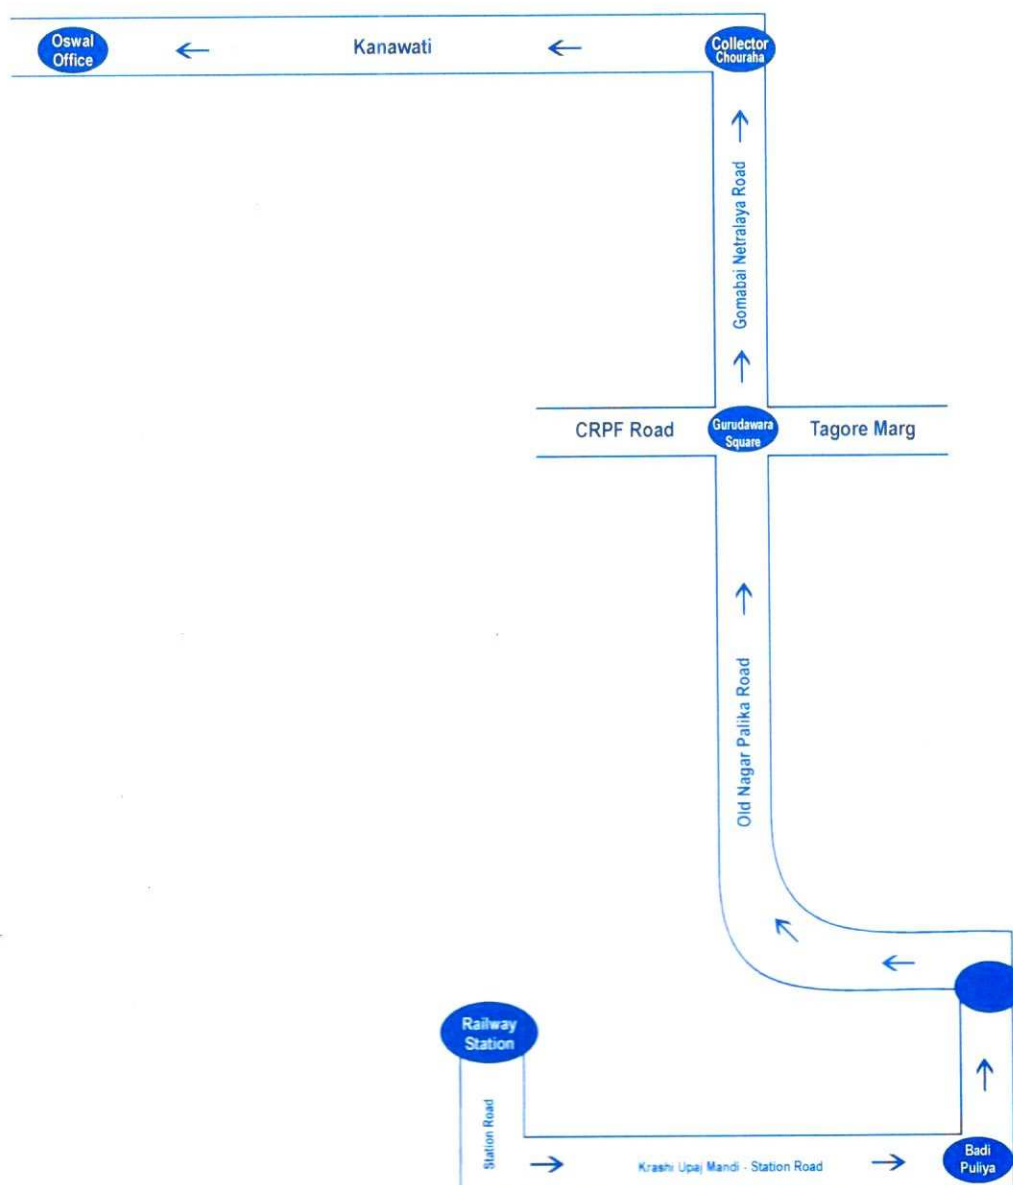 Oswal
Office
Kanawati
Collector
Chouraha
Gomabai Netralaya Road
CRPF Road
Gurudawara
Square
Tagore Marg
Old Nagar Palika Road
Railway
Station
Station Road
Krashi Upaj Mandi - Station Road
Badi
Puliya